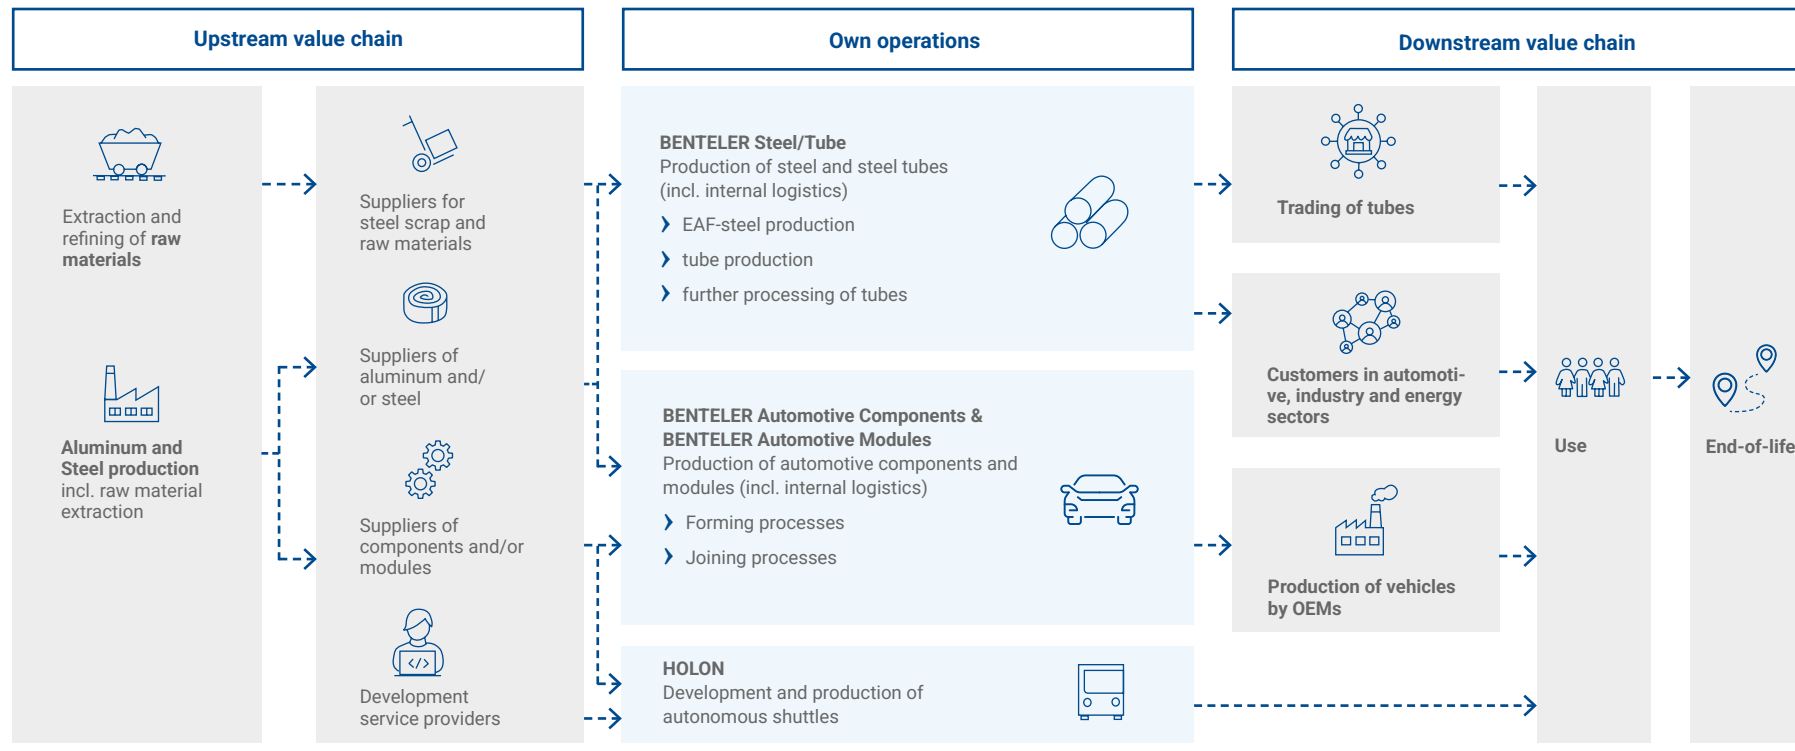 Upstream value chain
Own operations
Downstream value chain
Extraction and
refining of raw
materials
Aluminum and
Steel production
incl. raw material
extraction
Suppliers for
steel scrap and
raw materials
Suppliers of
aluminum and/
or steel
Suppliers of
components and/or
modules
</>
Development
service providers
BENTELER Steel/Tube
Production of steel and steel tubes
(incl. internal logistics)
EAF-steel production
tube production
further processing of tubes
BENTELER Automotive Components &
BENTELER Automotive Modules
Production of automotive components and
modules (incl. internal logistics)
Forming processes
Joining processes
HOLON
Development and production of
autonomous shuttles
Trading of tubes
Customers in automoti-
ve, industry and energy
sectors
Production of vehicles
by OEMs
Use
End-of-life